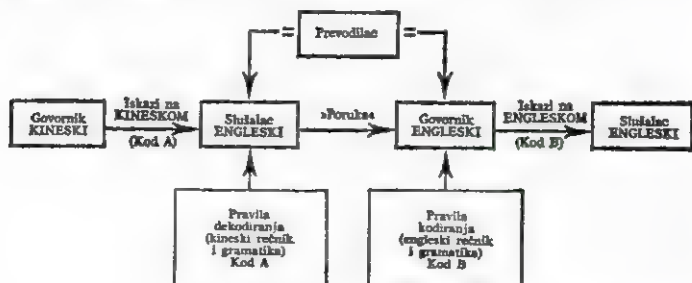 Prevodilac
Govornik
KINESKI
Iskazi na
KINESKOM
(Kod A)
Slušalac
ENGLESKI
»Poruka«
Govornik
ENGLESKI
Iskazi na
ENGLESKOM
(Kod B)
Slušalac
ENGLESKI
Pravila
dekodiranja
(kineski rečnik
i gramatika)
Kod A
Pravila
kodiranja
(engleski rečnik
i gramatika)
Kod B